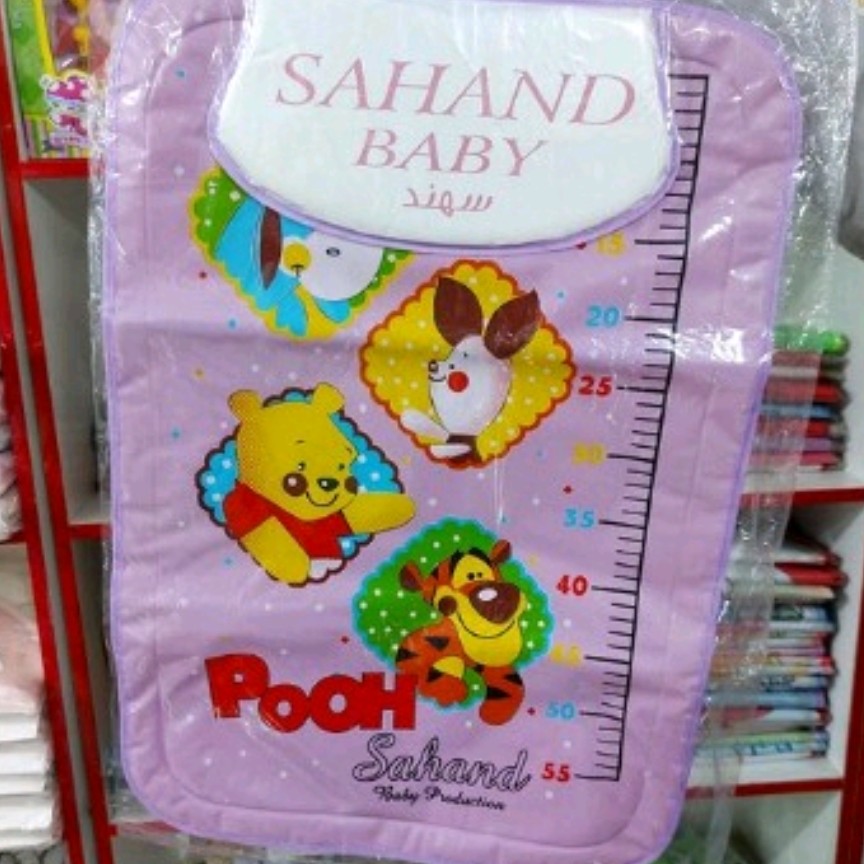 SAHAND
BABY
سهند
15
20
25
30
35
40
45
50
55
POOH
Sahand
Baby Production